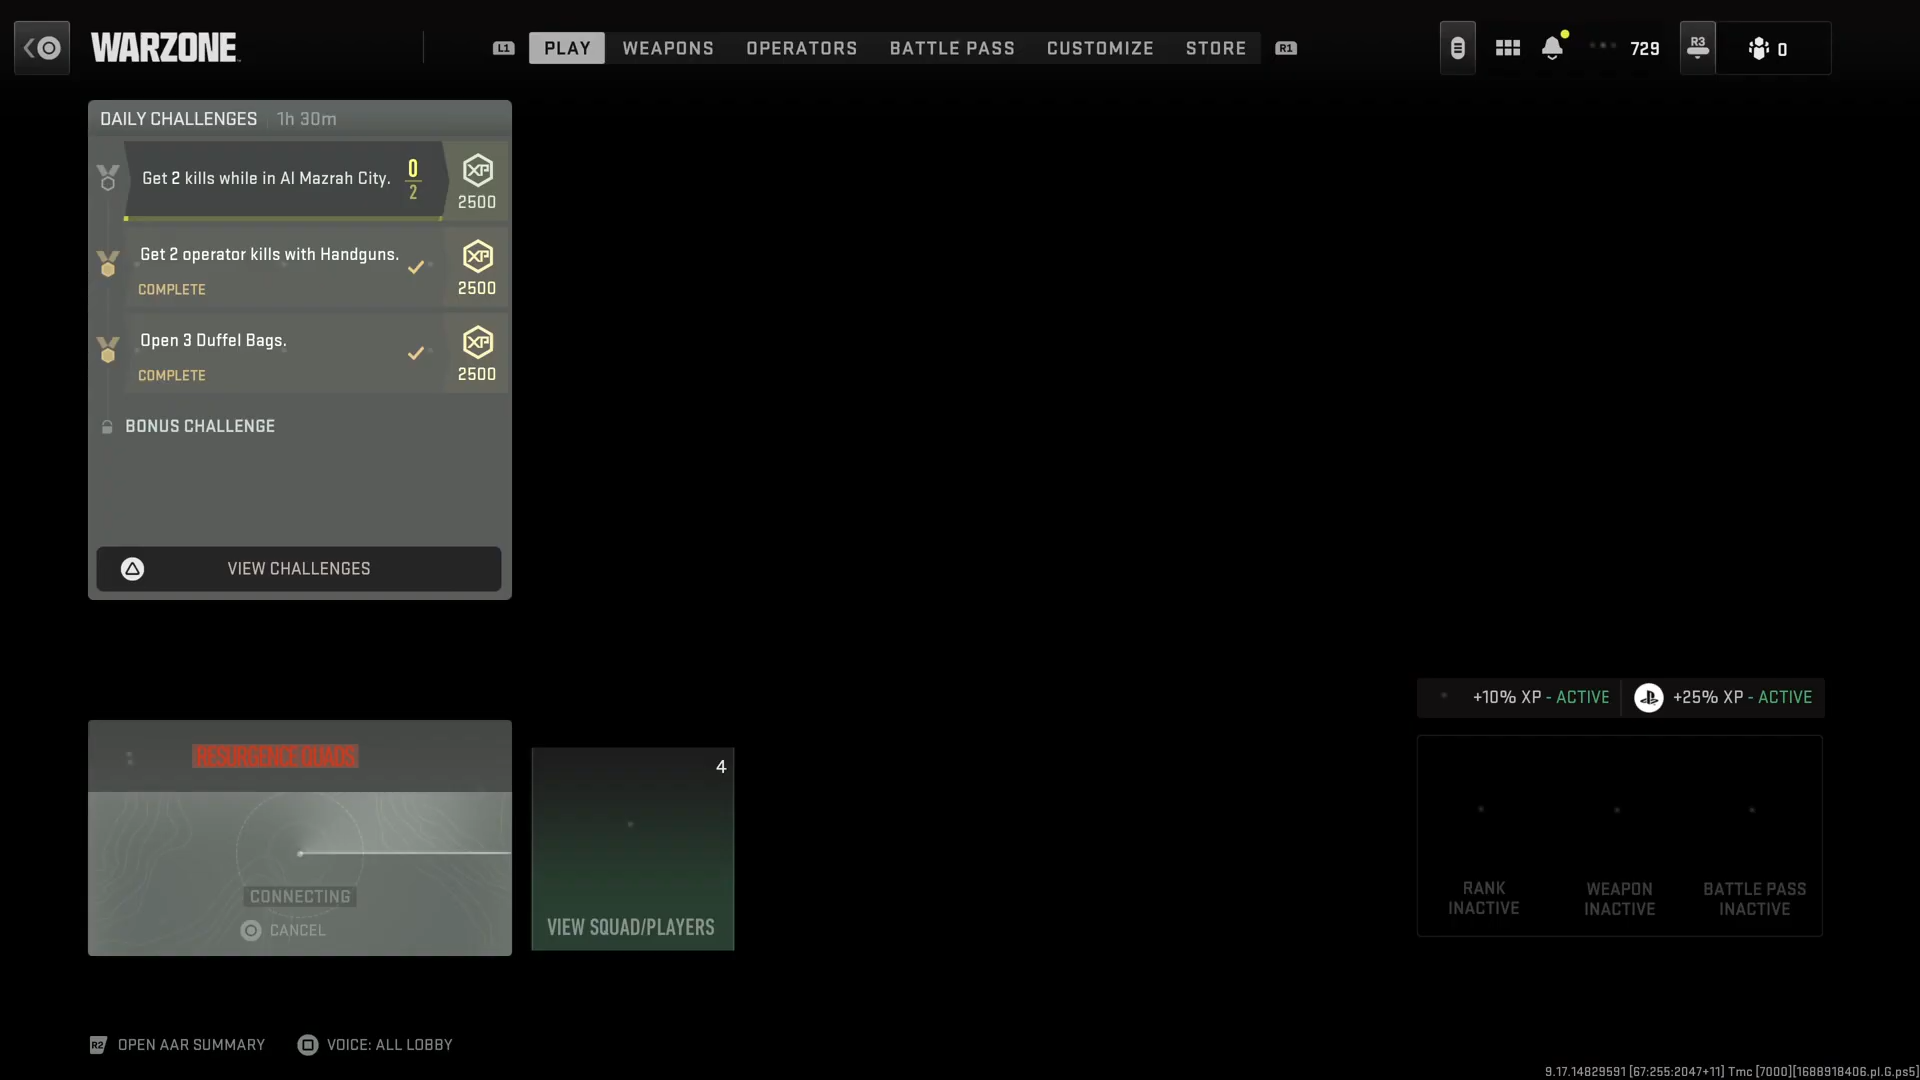 WARZONE
L1 PLAY WEAPONS OPERATORS BATTLE PASS CUSTOMIZE STORE R1
729
R3
0
DAILY CHALLENGES 1h 30m
Get 2 kills while in Al Mazrah City.
0
2
XP
2500
Get 2 operator kills with Handguns.
COMPLETE
XP
2500
Open 3 Duffel Bags.
COMPLETE
XP
2500
BONUS CHALLENGE
VIEW CHALLENGES
+10% XP - ACTIVE
+25% XP - ACTIVE
RESURGENCE QUADS
CONNECTING
CANCEL
4
VIEW SQUAD/PLAYERS
RANK
INACTIVE
WEAPON
INACTIVE
BATTLE PASS
INACTIVE
R2 OPEN AAR SUMMARY
VOICE: ALL LOBBY
9.17.14829591 [67:255:2047+11] Tmc [7000][1688918406.pl.G.ps5]